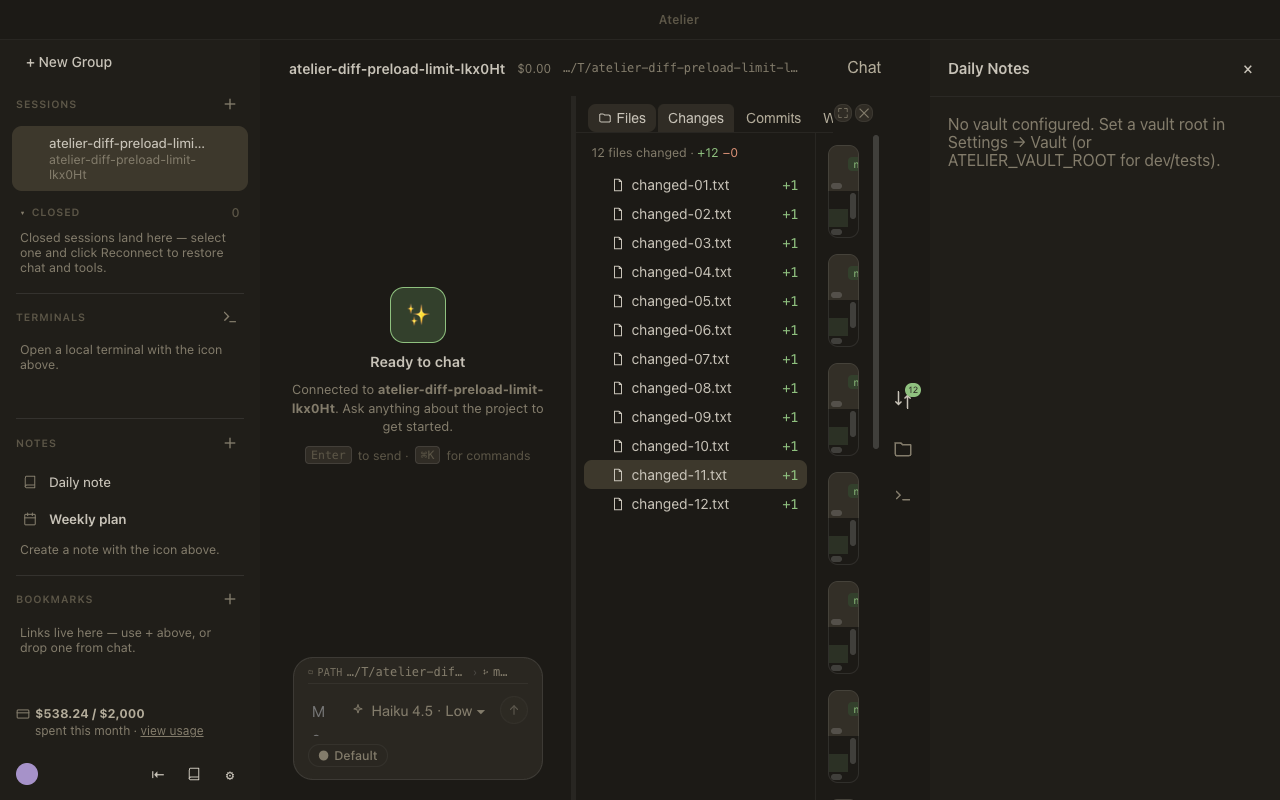 Atelier
+ New Group
SESSIONS
atelier-diff-preload-limi...
atelier-diff-preload-limit-
lkx0Ht
CLOSED 0
Closed sessions land here — select
one and click Reconnect to restore
chat and tools.
TERMINALS
Open a local terminal with the icon
above.
NOTES
Daily note
Weekly plan
Create a note with the icon above.
BOOKMARKS
Links live here — use + above, or
drop one from chat.
$538.24 / $2,000
spent this month · view usage
atelier-diff-preload-limit-lkx0Ht $0.00 …/T/atelier-diff-preload-limit-l…
Chat
Ready to chat
Connected to atelier-diff-preload-limit-
lkx0Ht. Ask anything about the project to
get started.
Enter to send · ⌘K for commands
PATH …/T/atelier-dif… › m…
M
Haiku 4.5 · Low
Default
Files Changes Commits W
12 files changed · +12 −0
changed-01.txt +1
changed-02.txt +1
changed-03.txt +1
changed-04.txt +1
changed-05.txt +1
changed-06.txt +1
changed-07.txt +1
changed-08.txt +1
changed-09.txt +1
changed-10.txt +1
changed-11.txt +1
changed-12.txt +1
12
Daily Notes
No vault configured. Set a vault root in
Settings → Vault (or
ATELIER_VAULT_ROOT for dev/tests).